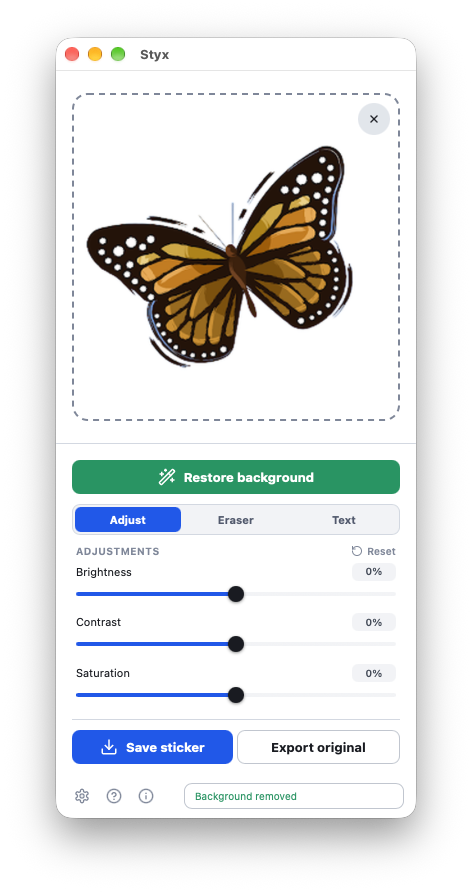 Styx
Restore background
Adjust
Eraser
Text
ADJUSTMENTS
Reset
Brightness
0%
Contrast
0%
Saturation
0%
Save sticker
Export original
Background removed